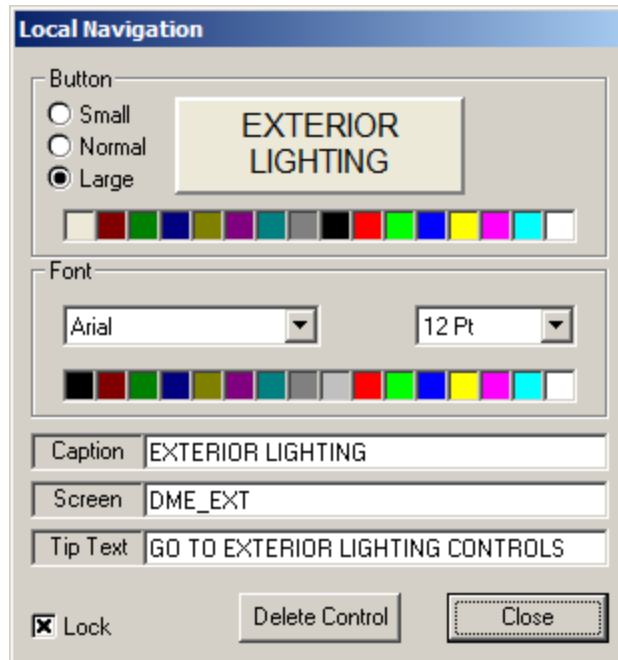 Local Navigation
Button
Small
Normal
Large
EXTERIOR
LIGHTING
Font
Arial
12 Pt
Caption EXTERIOR LIGHTING
Screen DME_EXT
Tip Text GO TO EXTERIOR LIGHTING CONTROLS
Lock
Delete Control
Close